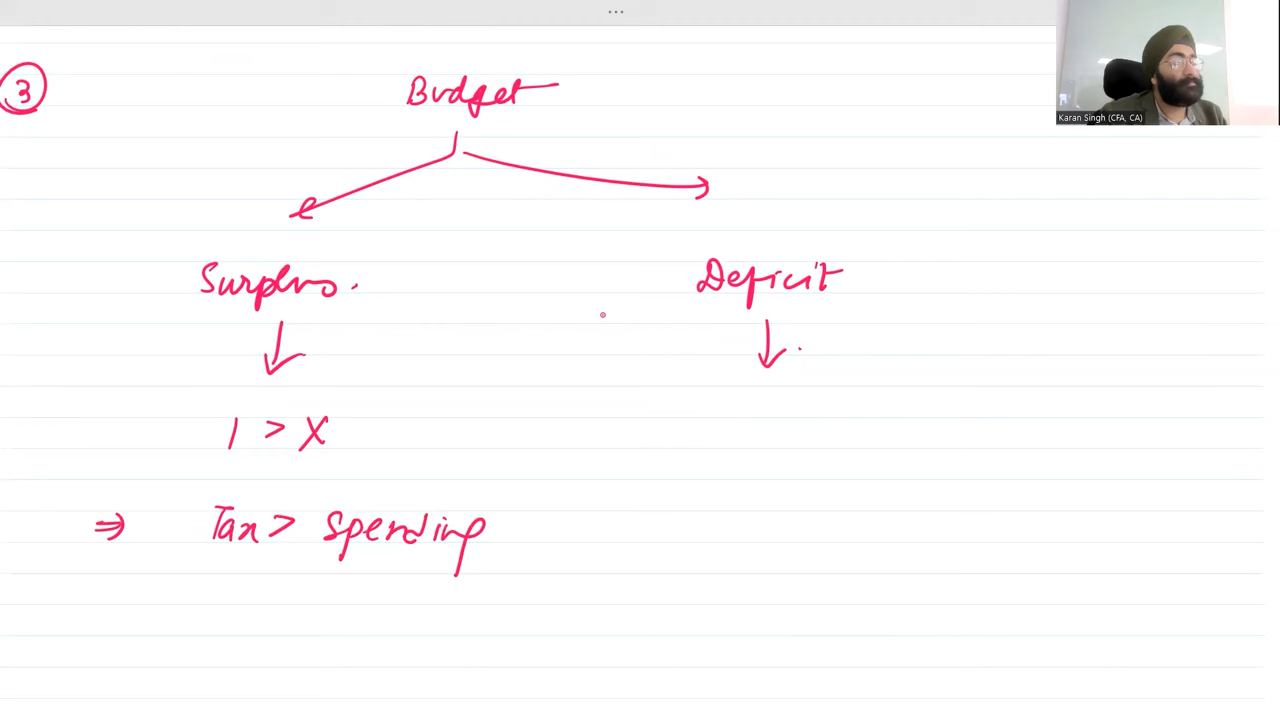 3
Budget
Surplus.
Deficit
I > X
⇒ Tax > Spending
Karan Singh (CFA, CA)